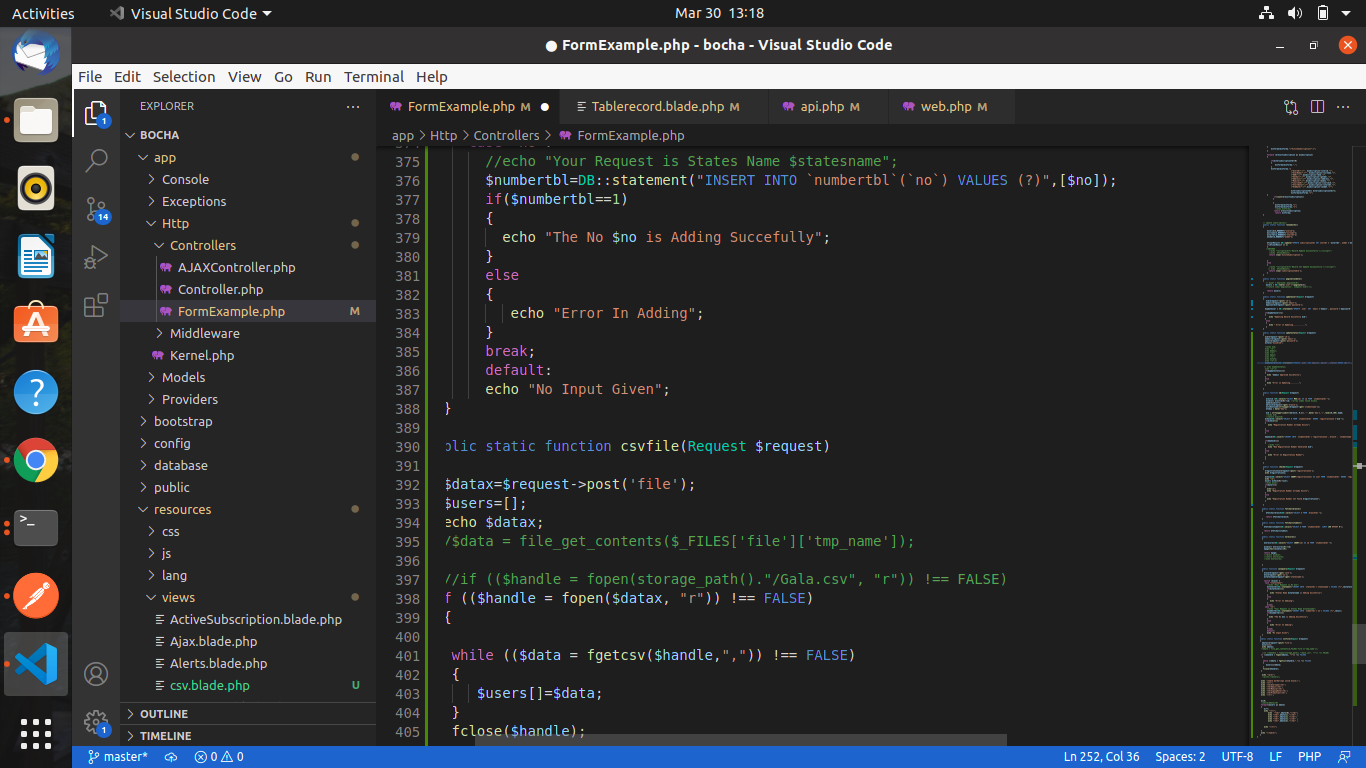 Activities Visual Studio Code Mar 30 13:18
● FormExample.php - bocha - Visual Studio Code
File Edit Selection View Go Run Terminal Help
EXPLORER ...
FormExample.php M Tablerecord.blade.php M api.php M web.php M
app > Http > Controllers > FormExample.php
BOCHA
app
Console
Exceptions
Http
Controllers
AJAXController.php
Controller.php
FormExample.php M
Middleware
Kernel.php
Models
Providers
bootstrap
config
database
public
resources
css
js
lang
views
ActiveSubscription.blade.php
Ajax.blade.php
Alerts.blade.php
csv.blade.php U
OUTLINE
TIMELINE
1
14
1
375 //echo "Your Request is States Name $statesname";
376 $numbertbl=DB::statement("INSERT INTO `numbertbl`(`no`) VALUES (?)",[$no]);
377 if($numbertbl==1)
378 {
379 echo "The No $no is Adding Succefully";
380 }
381 else
382 {
383 echo "Error In Adding";
384 }
385 break;
386 default:
387 echo "No Input Given";
388 }
389
390 blic static function csvfile(Request $request)
391
392 $datax=$request->post('file');
393 $users=[];
394 echo $datax;
395 /$data = file_get_contents($_FILES['file']['tmp_name']);
396
397 //if (($handle = fopen(storage_path()."/Gala.csv", "r")) !== FALSE)
398 f (($handle = fopen($datax, "r")) !== FALSE)
399 {
400
401 while (($data = fgetcsv($handle,",")) !== FALSE)
402 {
403 $users[]=$data;
404 }
405 fclose($handle);
master* 0 0 Ln 252, Col 36 Spaces: 2 UTF-8 LF PHP